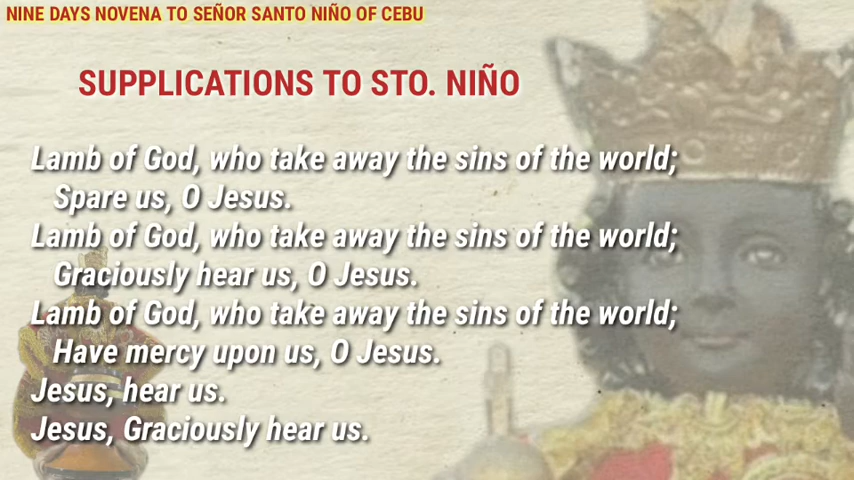 NINE DAYS NOVENA TO SEÑOR SANTO NIÑO OF CEBU
SUPPLICATIONS TO STO. NIÑO
Lamb of God, who take away the sins of the world;
Spare us, O Jesus.
Lamb of God, who take away the sins of the world;
Graciously hear us, O Jesus.
Lamb of God, who take away the sins of the world;
Have mercy upon us, O Jesus.
Jesus, hear us.
Jesus, Graciously hear us.